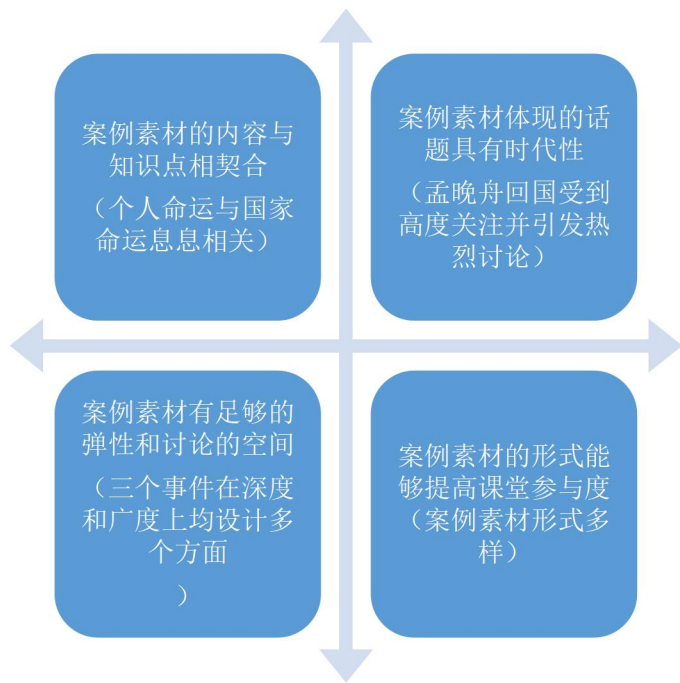 案例素材的内容与
知识点相契合
（个人命运与国家
命运息息相关）
案例素材体现的话
题具有时代性
（孟晚舟回国受到
高度关注并引发热
烈讨论）
案例素材有足够的
弹性和讨论的空间
（三个事件在深度
和广度上均设计多
个方面
）
案例素材的形式能
够提高课堂参与度
（案例素材形式多
样）